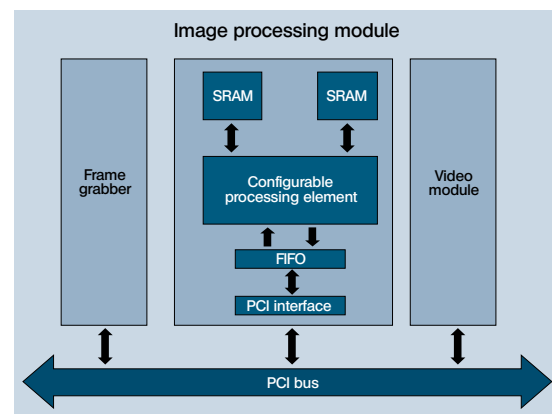 Image processing module
SRAM
SRAM
Frame
grabber
Configurable
processing element
Video
module
FIFO
PCI interface
PCI bus